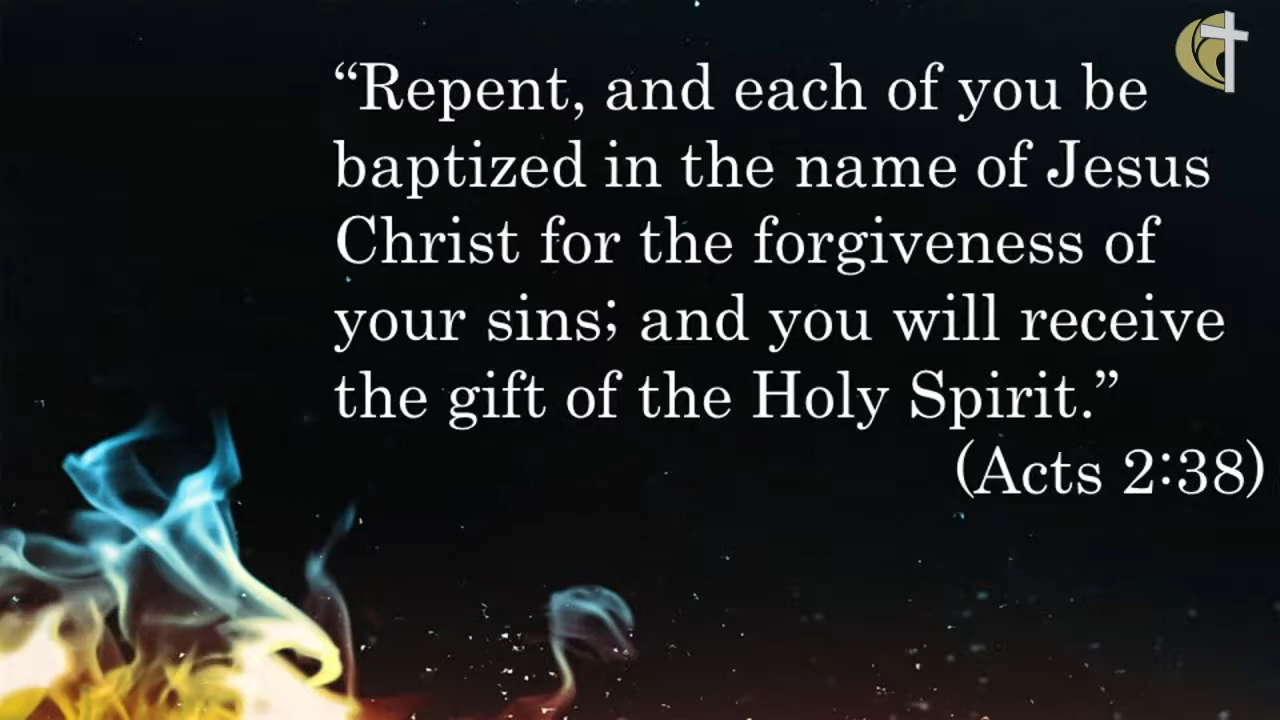 “Repent, and each of you be
baptized in the name of Jesus
Christ for the forgiveness of
your sins; and you will receive
the gift of the Holy Spirit.”
(Acts 2:38)